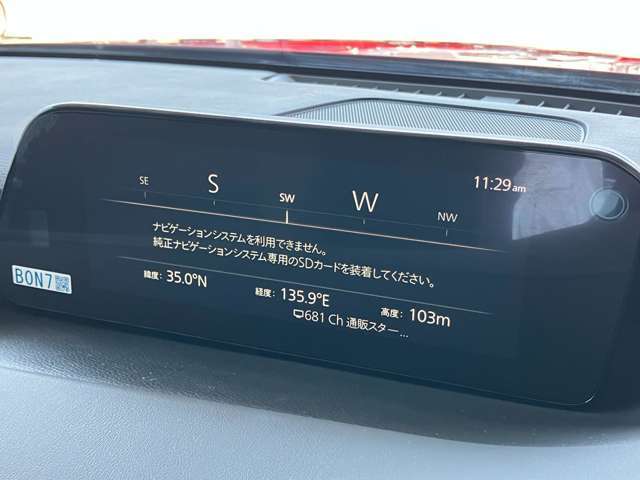 11:29am
SE S SW W NW
ナビゲーションシステムを利用できません。
純正ナビゲーションシステム専用のSDカードを装着してください。
緯度: 35.0°N 経度: 135.9°E 高度: 103m
681 Ch 通販スター...
BON7